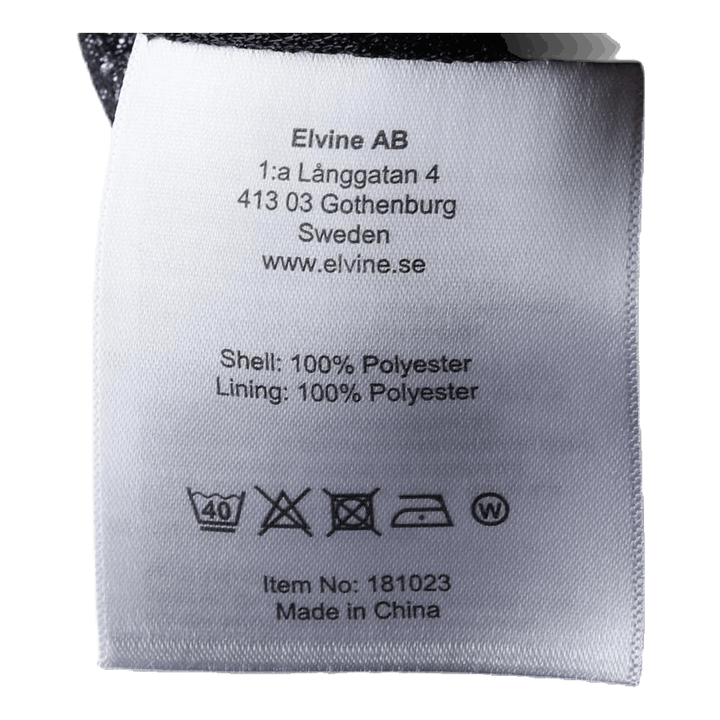 Elvine AB
1:a Långgatan 4
413 03 Gothenburg
Sweden
www.elvine.se
Shell: 100% Polyester
Lining: 100% Polyester
40 W
Item No: 181023
Made in China